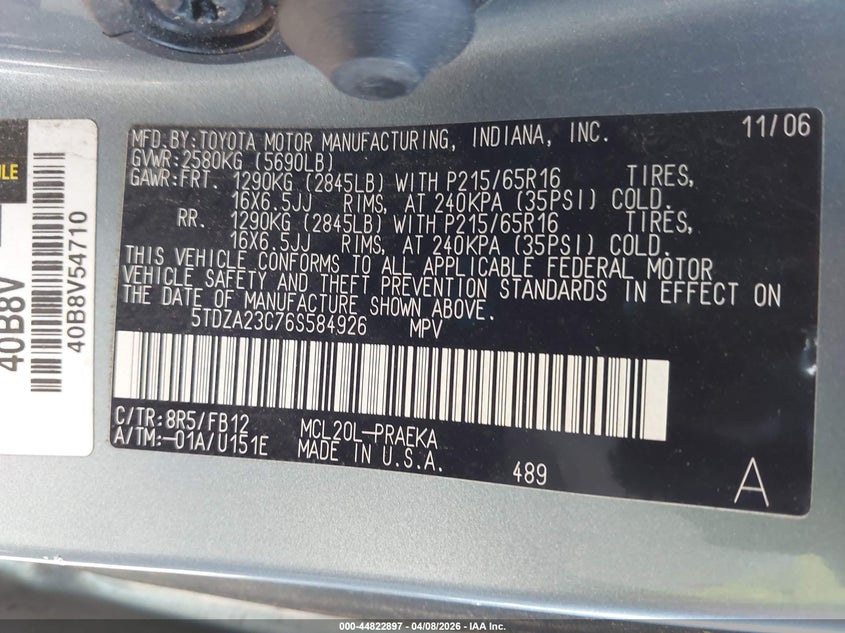 MFD.BY:TOYOTA MOTOR MANUFACTURING, INDIANA, INC. 11/06
GVWR:2580KG (5690LB)
GAWR:FRT. 1290KG (2845LB) WITH P215/65R16 TIRES,
16X6.5JJ RIMS, AT 240KPA (35PSI) COLD.
RR. 1290KG (2845LB) WITH P215/65R16 TIRES,
16X6.5JJ RIMS, AT 240KPA (35PSI) COLD.
THIS VEHICLE CONFORMS TO ALL APPLICABLE FEDERAL MOTOR
VEHICLE SAFETY AND THEFT PREVENTION STANDARDS IN EFFECT ON
THE DATE OF MANUFACTURE SHOWN ABOVE.
5TDZA23C76S584926 MPV
C/TR:8R5/FB12 MCL20L-PRAEKA
A/TM:-01A/U151E MADE IN U.S.A.
489
A
40B8V
40B8V54710
000-44822897 - 04/08/2026 - IAA Inc.